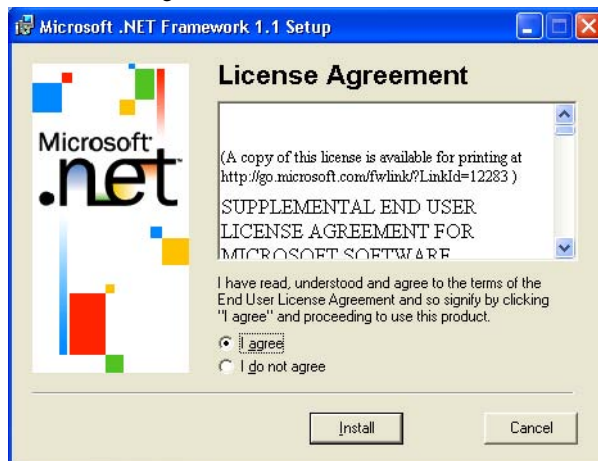 Microsoft .NET Framework 1.1 Setup
License Agreement
Microsoft
.net
(A copy of this license is available for printing at
http://go.microsoft.com/fwlink/?LinkId=12283 )
SUPPLEMENTAL END USER
LICENSE AGREEMENT FOR
MICROSOFT SOFTWARE
I have read, understood and agree to the terms of the
End User License Agreement and so signify by clicking
"I agree" and proceeding to use this product.
I agree
I do not agree
Install
Cancel